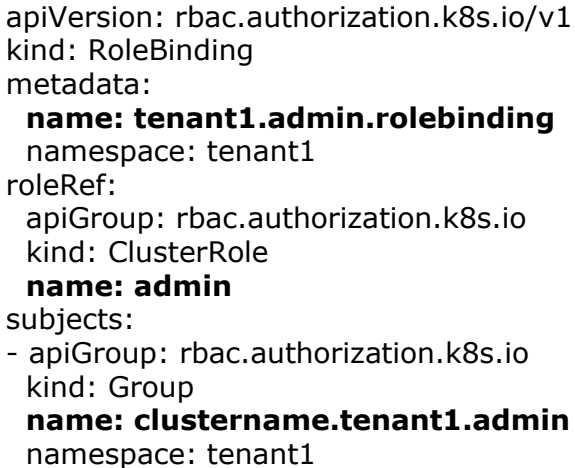 apiVersion: rbac.authorization.k8s.io/v1
kind: RoleBinding
metadata:
  name: tenant1.admin.rolebinding
  namespace: tenant1
roleRef:
  apiGroup: rbac.authorization.k8s.io
  kind: ClusterRole
  name: admin
subjects:
- apiGroup: rbac.authorization.k8s.io
  kind: Group
  name: clustername.tenant1.admin
  namespace: tenant1